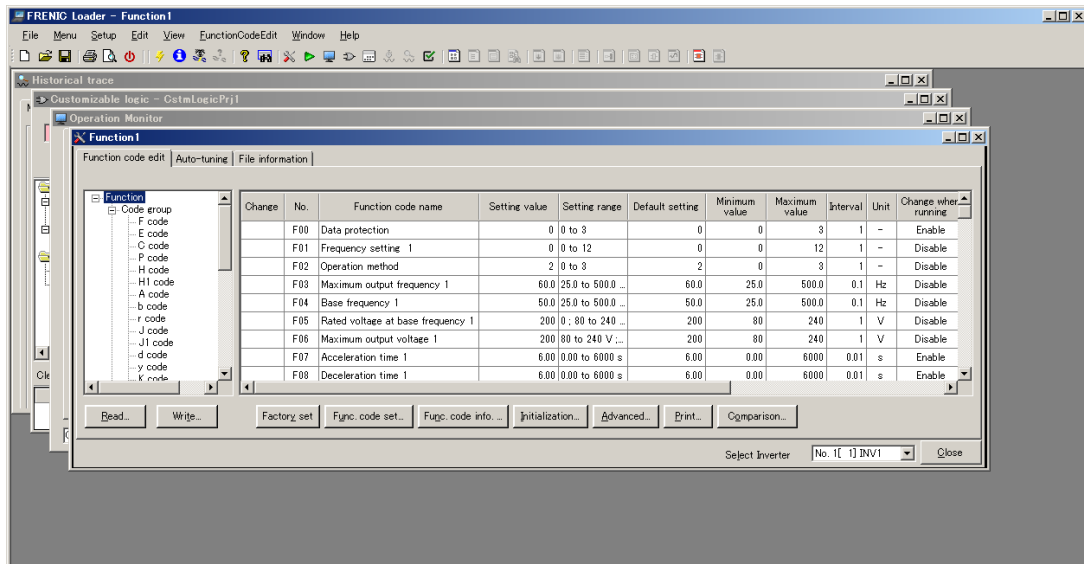 FRENIC Loader - Function1
File Menu Setup Edit View FunctionCodeEdit Window Help
Historical trace
Customizable logic - CstmLogicPrj1
Operation Monitor
Function1
Function code edit Auto-tuning File information
Function
Code group
F code
E code
C code
P code
H code
H1 code
A code
b code
r code
J code
J1 code
d code
y code
K code
Change No. Function code name Setting value Setting range Default setting Minimum value Maximum value Interval Unit Change when running
F00 Data protection 0 0 to 3 0 0 3 1 - Enable
F01 Frequency setting 1 0 0 to 12 0 0 12 1 - Disable
F02 Operation method 2 0 to 3 2 0 3 1 - Disable
F03 Maximum output frequency 1 60.0 25.0 to 500.0 ... 60.0 25.0 500.0 0.1 Hz Disable
F04 Base frequency 1 50.0 25.0 to 500.0 ... 50.0 25.0 500.0 0.1 Hz Disable
F05 Rated voltage at base frequency 1 200 0 ; 80 to 240 ... 200 80 240 1 V Disable
F06 Maximum output voltage 1 200 80 to 240 V ;... 200 80 240 1 V Disable
F07 Acceleration time 1 6.00 0.00 to 6000 s 6.00 0.00 6000 0.01 s Enable
F08 Deceleration time 1 6.00 0.00 to 6000 s 6.00 0.00 6000 0.01 s Enable
Cle
Read... Write... Factory set Func. code set... Func. code info. ... Initialization... Advanced... Print... Comparison...
Select Inverter No. 1[ 1] INV1 Close